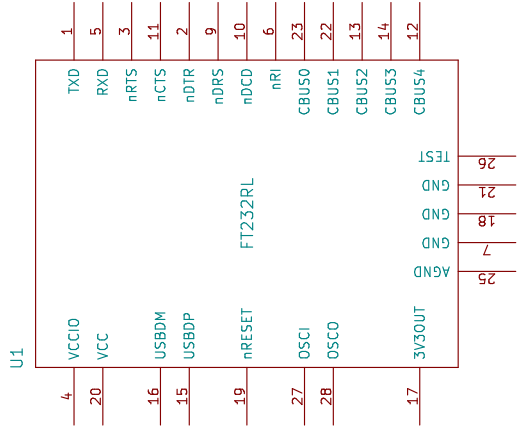 1 5 3 11 2 9 10 6 23 22 13 14 12
TXD RXD nRTS nCTS nDTR nDRS nDCD nRI CBUS0 CBUS1 CBUS2 CBUS3 CBUS4
TEST 26
GND 21
GND 18
GND 7
AGND 25
FT232RL
U1
VCCIO VCC USBDM USBDP nRESET OSCI OSCO 3V3OUT
4 20 16 15 19 27 28 17